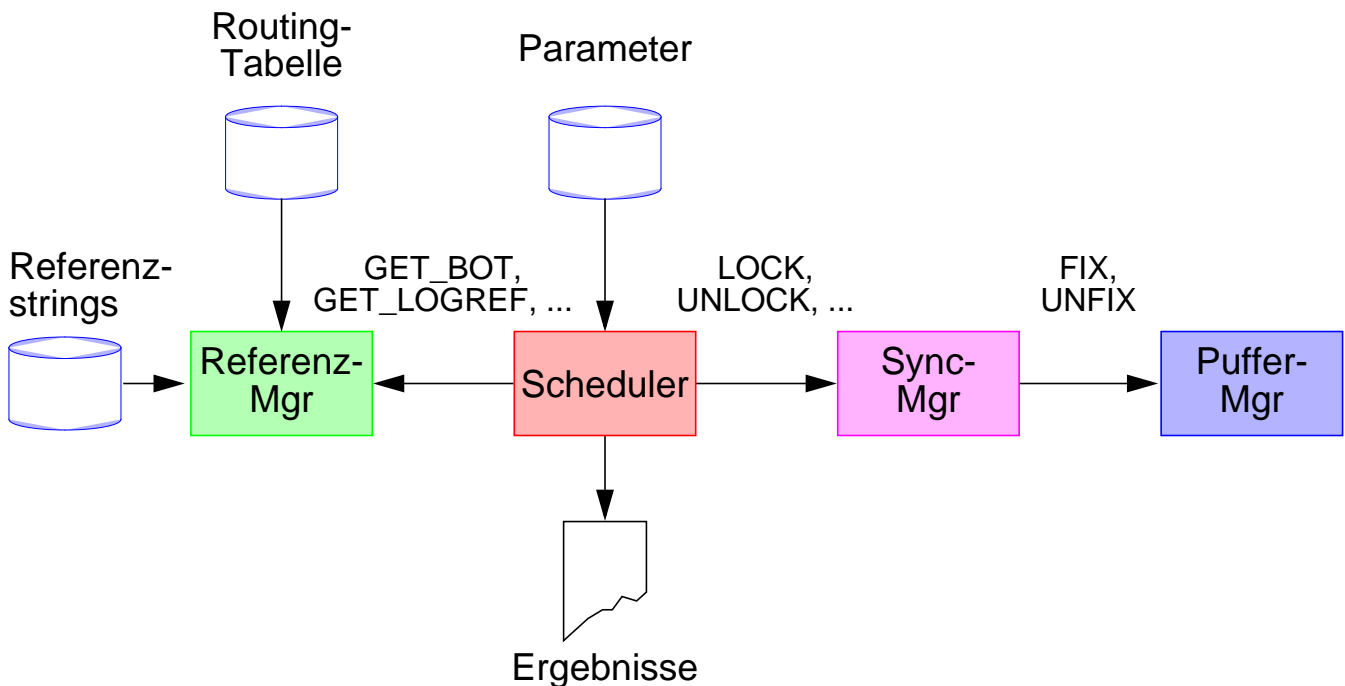 Routing-
Tabelle
Parameter
Referenz-
strings
GET_BOT,
GET_LOGREF, ...
LOCK,
UNLOCK, ...
FIX,
UNFIX
Referenz-
Mgr
Scheduler
Sync-
Mgr
Puffer-
Mgr
Ergebnisse